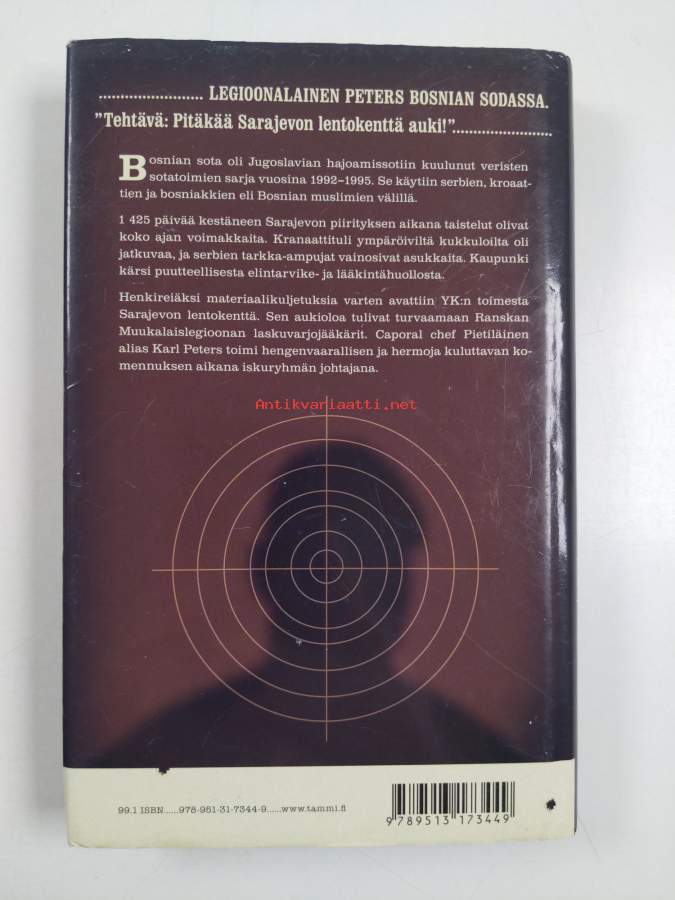 ........................ LEGIOONALAINEN PETERS BOSNIAN SODASSA.
”Tehtävä: Pitäkää Sarajevon lentokenttä auki!”.......................
Bosnian sota oli Jugoslavian hajoamissotiin kuulunut veristen
sotatoimien sarja vuosina 1992–1995. Se käytiin serbien, kroaat-
tien ja bosniakkien eli Bosnian muslimien välillä.
1 425 päivää kestäneen Sarajevon piirityksen aikana taistelut olivat
koko ajan voimakkaita. Kranaattituli ympäröiviltä kukkuloilta oli
jatkuvaa, ja serbien tarkka-ampujat vainosivat asukkaita. Kaupunki
kärsi puutteellisesta elintarvike- ja lääkintähuollosta.
Henkireiäksi materiaalikuljetuksia varten avattiin YK:n toimesta
Sarajevon lentokenttä. Sen aukioloa tulivat turvaamaan Ranskan
Muukalaislegioonan laskuvarjojääkärit. Caporal chef Pietiläinen
alias Karl Peters toimi hengenvaarallisen ja hermoja kuluttavan ko-
mennuksen aikana iskuryhmän johtajana.
Antikvariaatti.net
99.1 ISBN......978-951-31-7344-9......www.tammi.fi
9 789513 173449